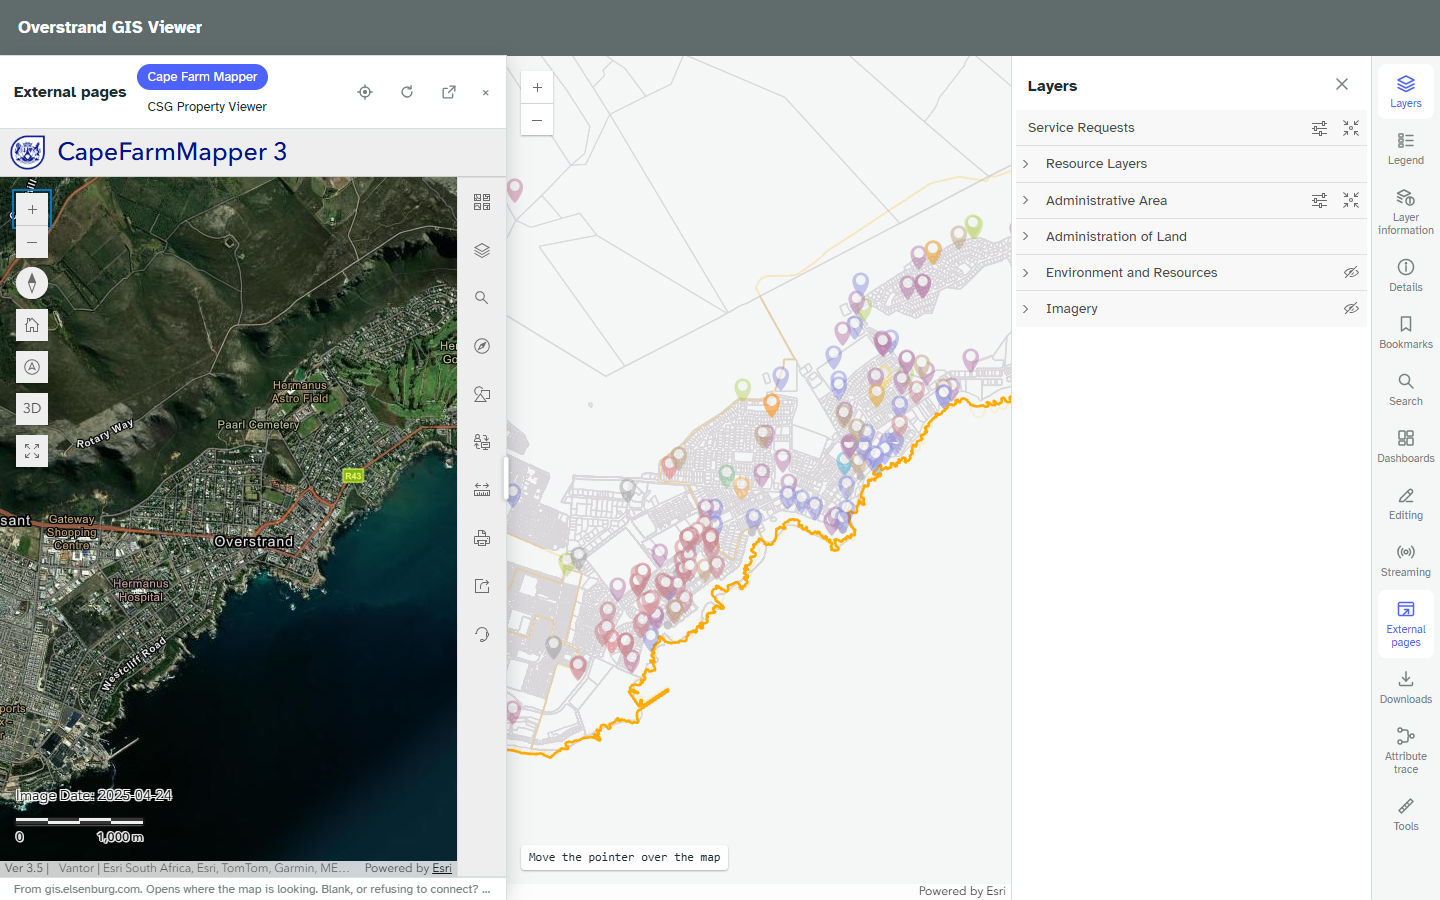 Overstrand GIS Viewer
External pages
Cape Farm Mapper
CSG Property Viewer
CapeFarmMapper 3
3D
Hermanus
Astro Field
Paarl Cemetery
Rotary Way
R43
Gateway
Shopping
Centre
Overstrand
Hermanus
Hospital
Westcliff Road
Image Date: 2025-04-24
0
1,000 m
Ver 3.5 |
Vantor | Esri South Africa, Esri, TomTom, Garmin, ME...
Powered by Esri
From gis.elsenburg.com. Opens where the map is looking. Blank, or refusing to connect? ...
Move the pointer over the map
Powered by Esri
Layers
Service Requests
Resource Layers
Administrative Area
Administration of Land
Environment and Resources
Imagery
Layers
Legend
Layer
information
Details
Bookmarks
Search
Dashboards
Editing
Streaming
External
pages
Downloads
Attribute
trace
Tools